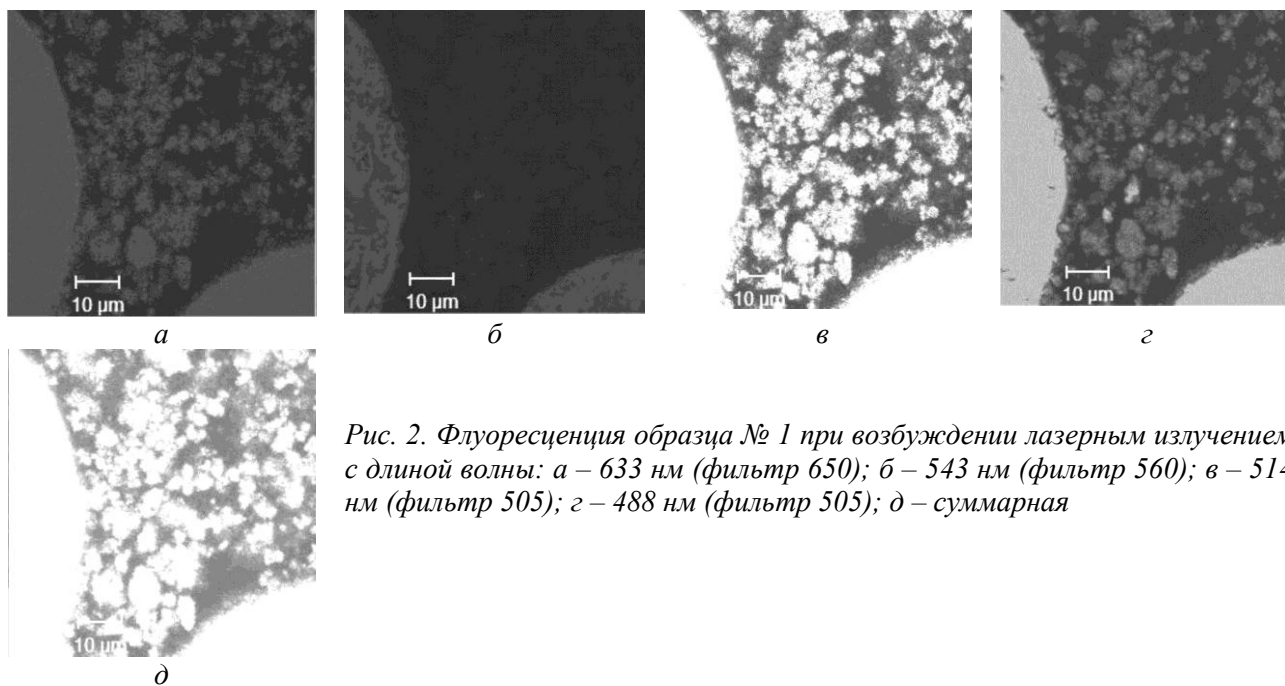 10 µm
10 µm
10 µm
10 µm
а
б
в
г
10 µm
д
Рис. 2. Флуоресценция образца № 1 при возбуждении лазерным излучением
с длиной волны: а – 633 нм (фильтр 650); б – 543 нм (фильтр 560); в – 514
нм (фильтр 505); г – 488 нм (фильтр 505); д – суммарная